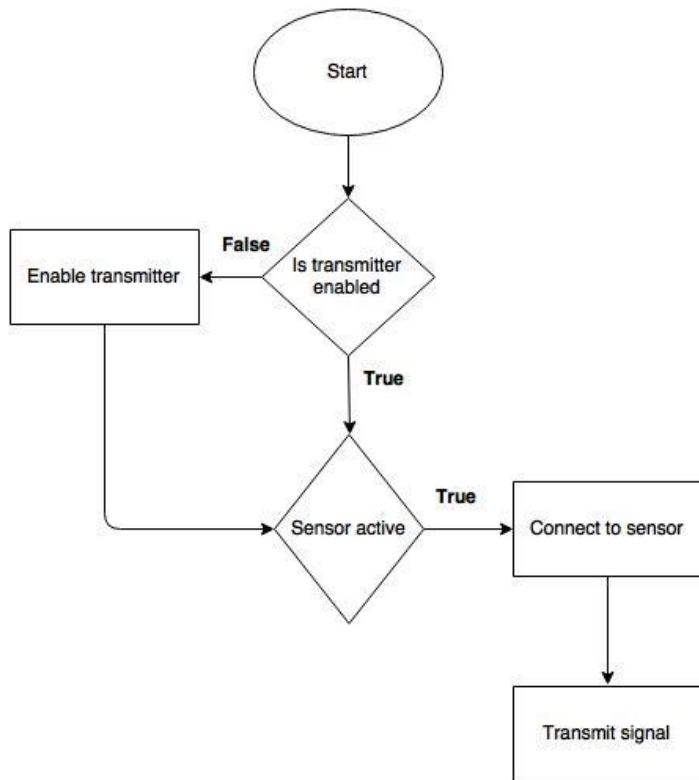 Start
False
Is transmitter
enabled
Enable transmitter
True
True
Sensor active
Connect to sensor
Transmit signal